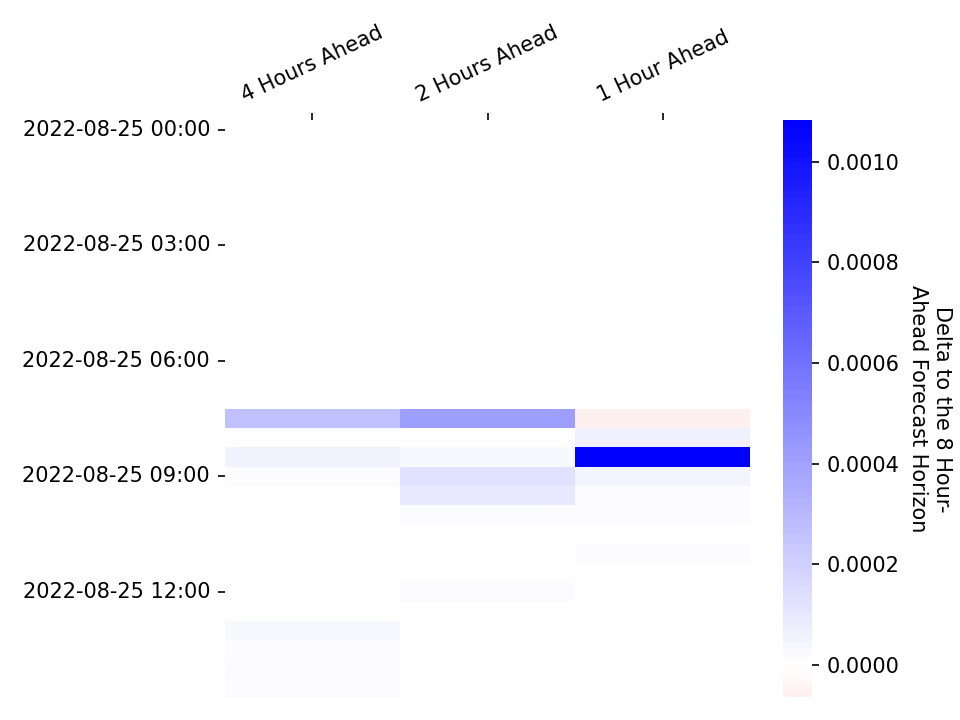 4 Hours Ahead
2 Hours Ahead
1 Hour Ahead
2022-08-25 00:00
2022-08-25 03:00
2022-08-25 06:00
2022-08-25 09:00
2022-08-25 12:00
0.0010
0.0008
0.0006
0.0004
0.0002
0.0000
Delta to the 8 Hour-
Ahead Forecast Horizon